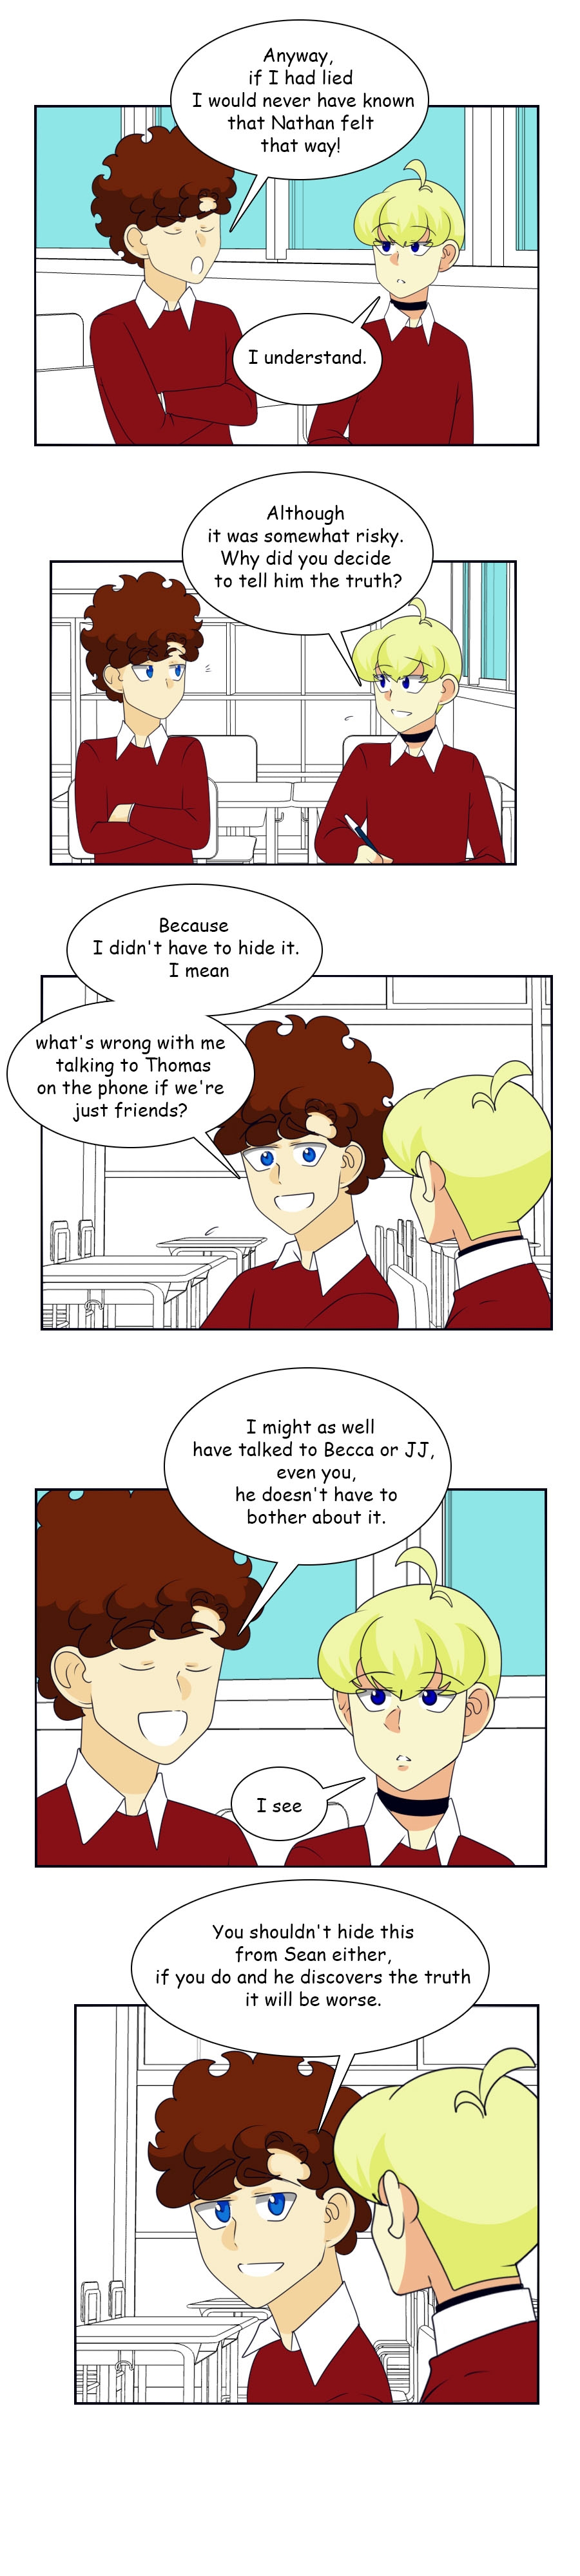 Anyway,
if I had lied
I would never have known
that Nathan felt
that way!
I understand.
Although
it was somewhat risky.
Why did you decide
to tell him the truth?
Because
I didn't have to hide it.
I mean
what's wrong with me
talking to Thomas
on the phone if we're
just friends?
I might as well
have talked to Becca or JJ,
even you,
he doesn't have to
bother about it.
I see
You shouldn't hide this
from Sean either,
if you do and he discovers the truth
it will be worse.